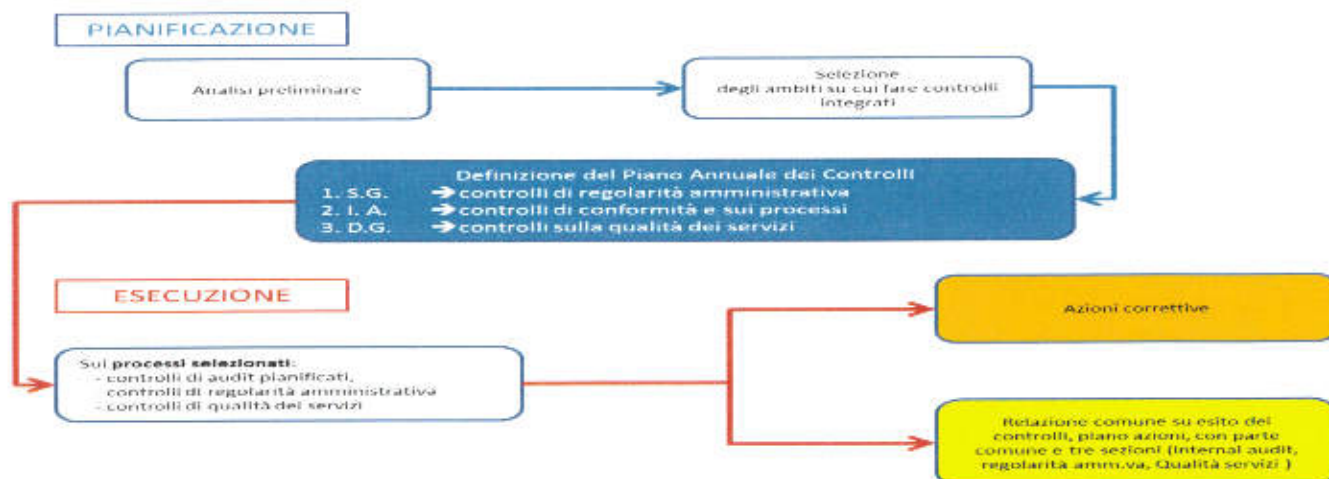 PIANIFICAZIONE
Analisi preliminare
Selezione
degli ambiti su cui fare controlli
integrati
Definizione del Piano Annuale dei Controlli
1. S.G. → controlli di regolarità amministrativa
2. I. A. → controlli di conformità e sui processi
3. D.G. → controlli sulla qualità dei servizi
ESECUZIONE
Azioni correttive
Sui processi selezionati:
- controlli di audit pianificati,
controlli di regolarità amministrativa
- controlli di qualità dei servizi
Relazione comune su esito dei
controlli, piano azioni, con parte
comune e tre sezioni (Internal audit,
regolarità amm.va, Qualità servizi )